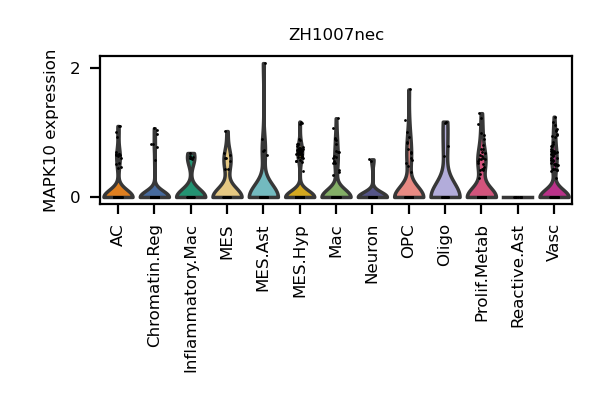 ZH1007nec
MAPK10 expression
2
0
AC
Chromatin.Reg
Inflammatory.Mac
MES
MES.Ast
MES.Hyp
Mac
Neuron
OPC
Oligo
Prolif.Metab
Reactive.Ast
Vasc